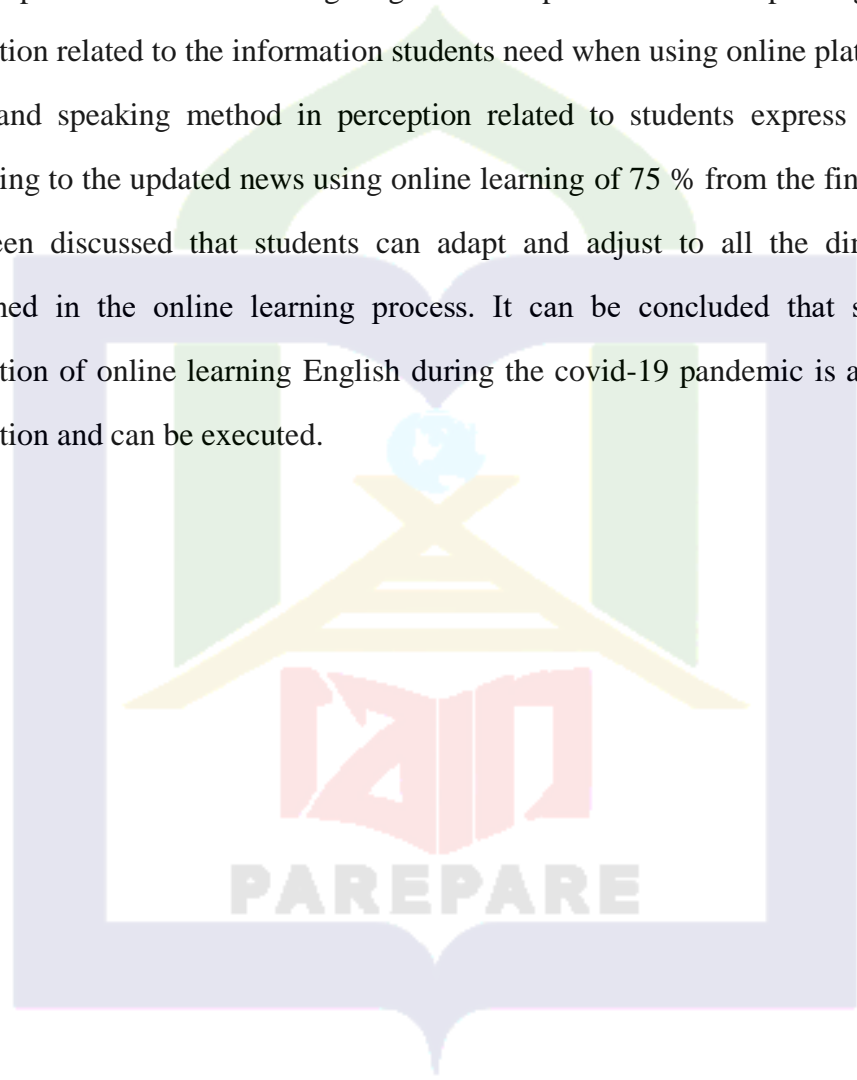 tion related to the information students need when using online plat
and speaking method in perception related to students express
ing to the updated news using online learning of 75 % from the fin
een discussed that students can adapt and adjust to all the dir
ned in the online learning process. It can be concluded that s
tion of online learning English during the covid-19 pandemic is a
tion and can be executed.
iain
PAREPARE